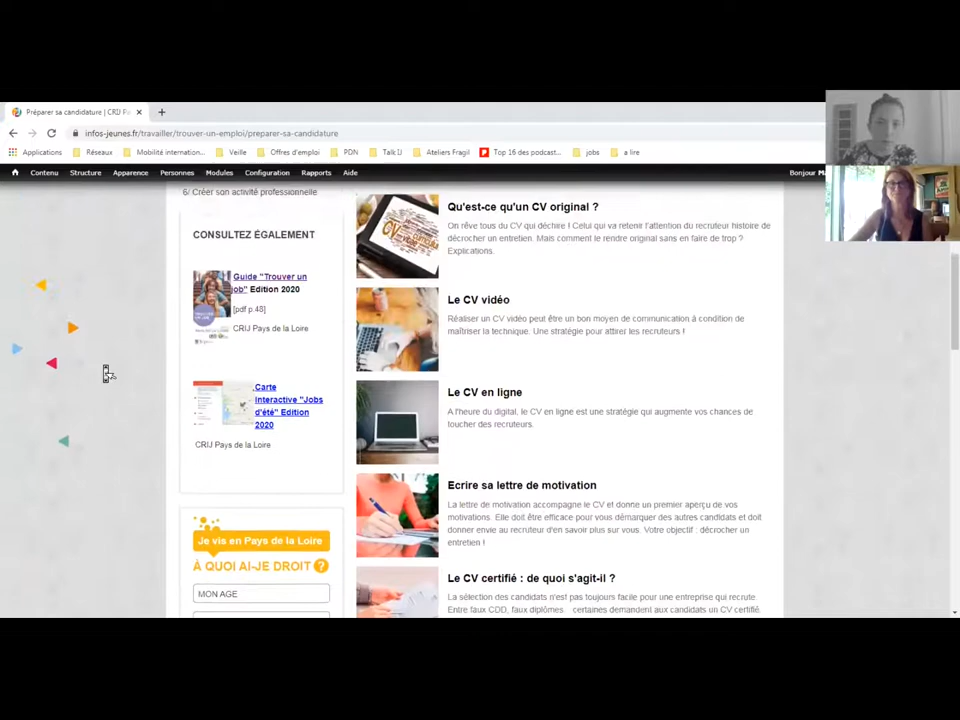 Préparer sa candidature | CRIJ Pa
infos-jeunes.fr/travailler/trouver-un-emploi/preparer-sa-candidature
Applications Réseaux Mobilité internation... Veille Offres d'emploi PDN Talk IJ Ateliers Fragil Top 16 des podcast... jobs a lire
Contenu Structure Apparence Personnes Modules Configuration Rapports Aide Bonjour
6/ Créer son activité professionnelle
CONSULTEZ ÉGALEMENT
Guide "Trouver un
job" Edition 2020
[pdf p.48]
CRIJ Pays de la Loire
Carte
Interactive "Jobs
d'été" Edition
2020
CRIJ Pays de la Loire
Je vis en Pays de la Loire
À QUOI AI-JE DROIT ?
MON AGE
Qu'est-ce qu'un CV original ?
On rêve tous du CV qui déchire ! Celui qui va retenir l'attention du recruteur histoire de
décrocher un entretien. Mais comment le rendre original sans en faire de trop ?
Explications.
Le CV vidéo
Réaliser un CV vidéo peut être un bon moyen de communication à condition de
maîtriser la technique. Une stratégie pour attirer les recruteurs !
Le CV en ligne
A l'heure du digital, le CV en ligne est une stratégie qui augmente vos chances de
toucher des recruteurs.
Ecrire sa lettre de motivation
La lettre de motivation accompagne le CV et donne un premier aperçu de vos
motivations. Elle doit être efficace pour vous démarquer des autres candidats et doit
donner envie au recruteur d'en savoir plus sur vous. Votre objectif : décrocher un
entretien !
Le CV certifié : de quoi s'agit-il ?
La sélection des candidats n'est pas toujours facile pour une entreprise qui recrute.
Entre faux CDD, faux diplômes certaines demandent aux candidats un CV certifié.